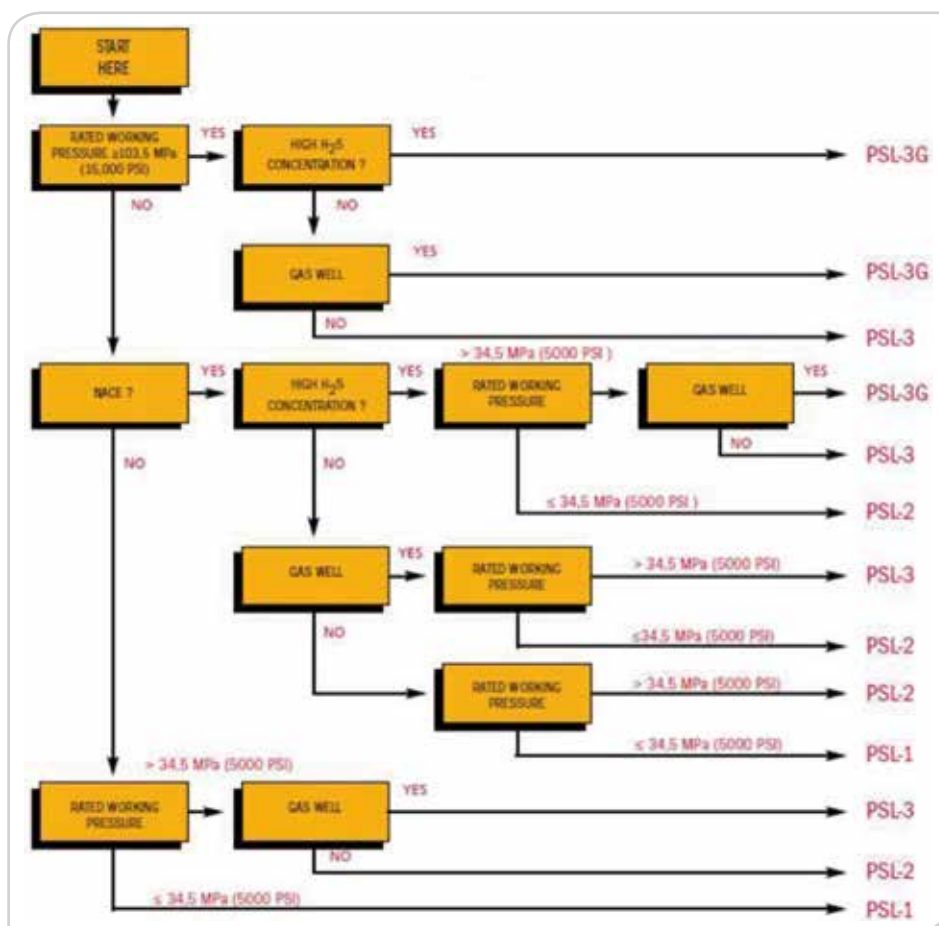 START
HERE
RATED WORKING
PRESSURE ≥103,5 MPa
(15,000 PSI)
YES
HIGH H2S
CONCENTRATION ?
YES
PSL-3G
NO
NO
GAS WELL
YES
PSL-3G
NO
PSL-3
NACE ?
YES
HIGH H2S
CONCENTRATION ?
YES
> 34,5 MPa (5000 PSI )
RATED WORKING
PRESSURE
GAS WELL
YES
PSL-3G
NO
PSL-3
≤ 34,5 MPa (5000 PSI )
PSL-2
NO
NO
GAS WELL
YES
RATED WORKING
PRESSURE
> 34,5 MPa (5000 PSI)
PSL-3
≤34,5 MPa (5000 PSI)
PSL-2
NO
RATED WORKING
PRESSURE
> 34,5 MPa (5000 PSI)
PSL-2
≤ 34,5 MPa (5000 PSI)
PSL-1
> 34,5 MPa (5000 PSI)
RATED WORKING
PRESSURE
GAS WELL
YES
PSL-3
NO
PSL-2
≤ 34,5 MPa (5000 PSI)
PSL-1